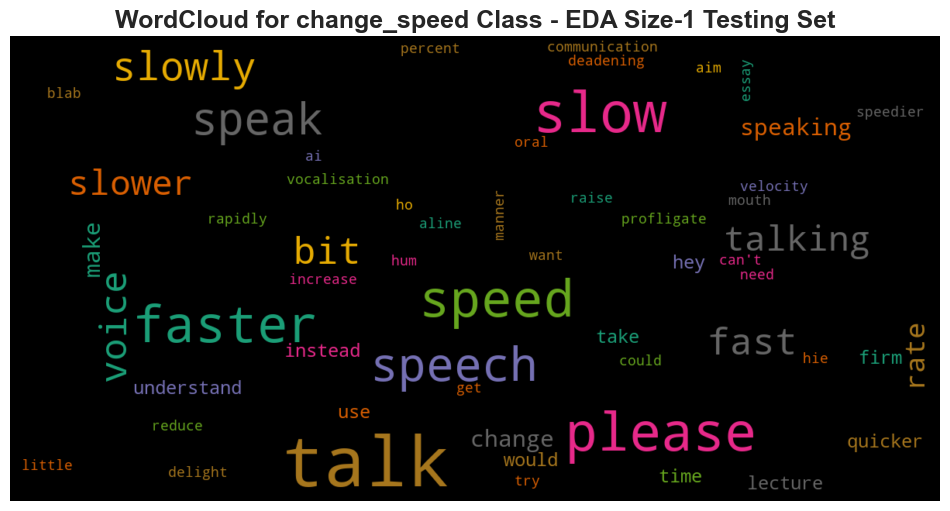 WordCloud for change_speed Class - EDA Size-1 Testing Set
percent
communication
slowly
deadening
aim
essay
blab
slow
speedier
speak
speaking
oral
ai
slower
vocalisation
velocity
raise
mouth
ho
manner
rapidly
aline
profligate
make
talking
bit
want
hum
hey
can't
need
increase
voice
speed
faster
take
fast
rate
instead
speech
could
hie
firm
understand
get
use
please
reduce
talk
change
quicker
would
little
delight
try
time
lecture